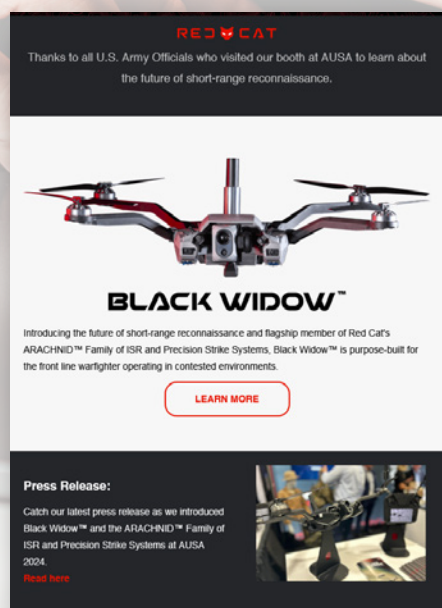 RED CAT
Thanks to all U.S. Army Officials who visited our booth at AUSA to learn about
the future of short-range reconnaissance.
BLACK WIDOW™
Introducing the future of short-range reconnaissance and flagship member of Red Cat's
ARACHNID™ Family of ISR and Precision Strike Systems, Black Widow™ is purpose-built for
the front line warfighter operating in contested environments.
LEARN MORE
Press Release:
Catch our latest press release as we introduced
Black Widow™ and the ARACHNID™ Family of
ISR and Precision Strike Systems at AUSA
2024.
Read here